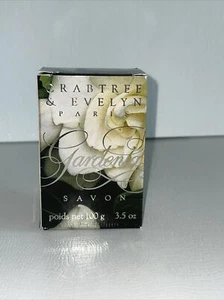 CRABTREE
& EVELYN
PARIS
Gardenia
SAVON
poids net 100 g 3.5 oz